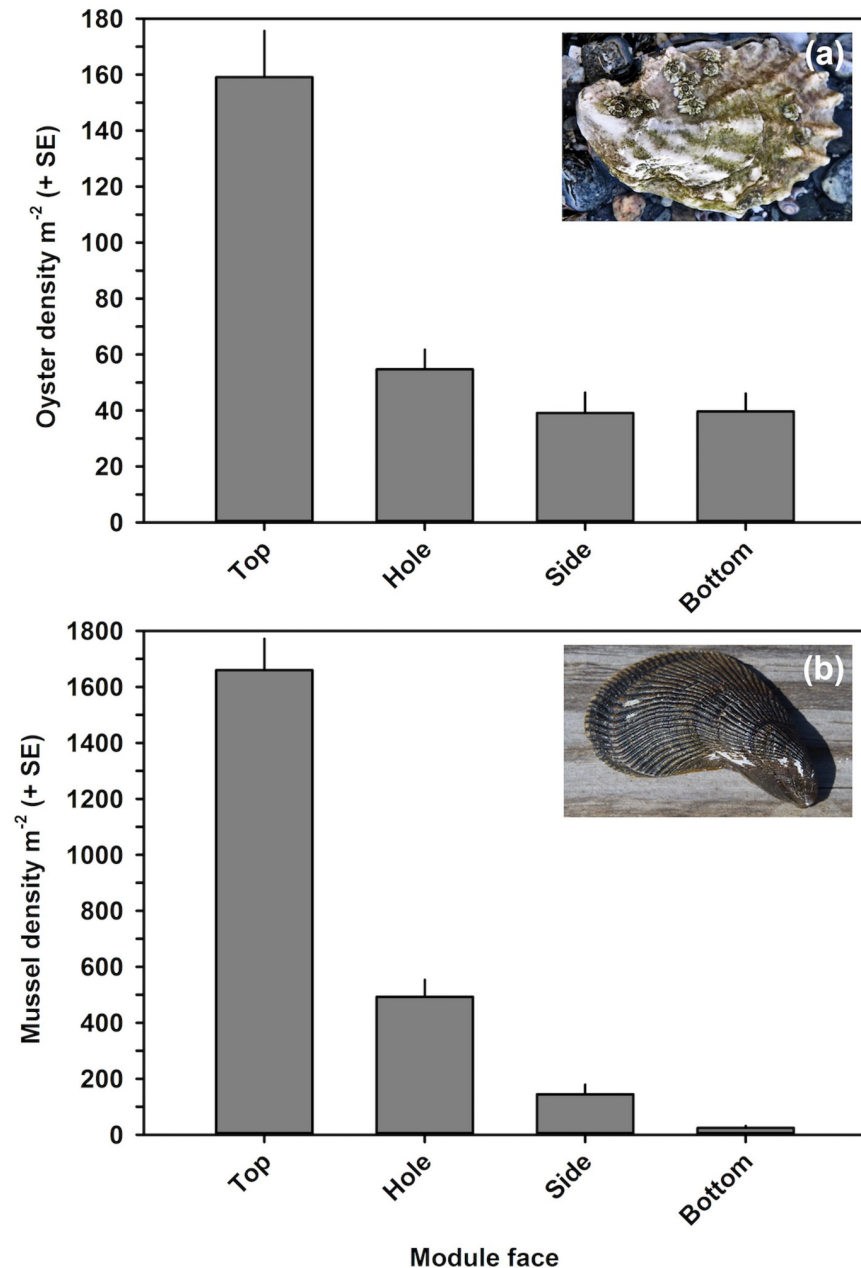 180
160
140
120
100
80
60
40
20
0
Oyster density m⁻² (+ SE)
(a)
Top
Hole
Side
Bottom
1800
1600
1400
1200
1000
800
600
400
200
0
Mussel density m⁻² (+ SE)
(b)
Top
Hole
Side
Bottom
Module face